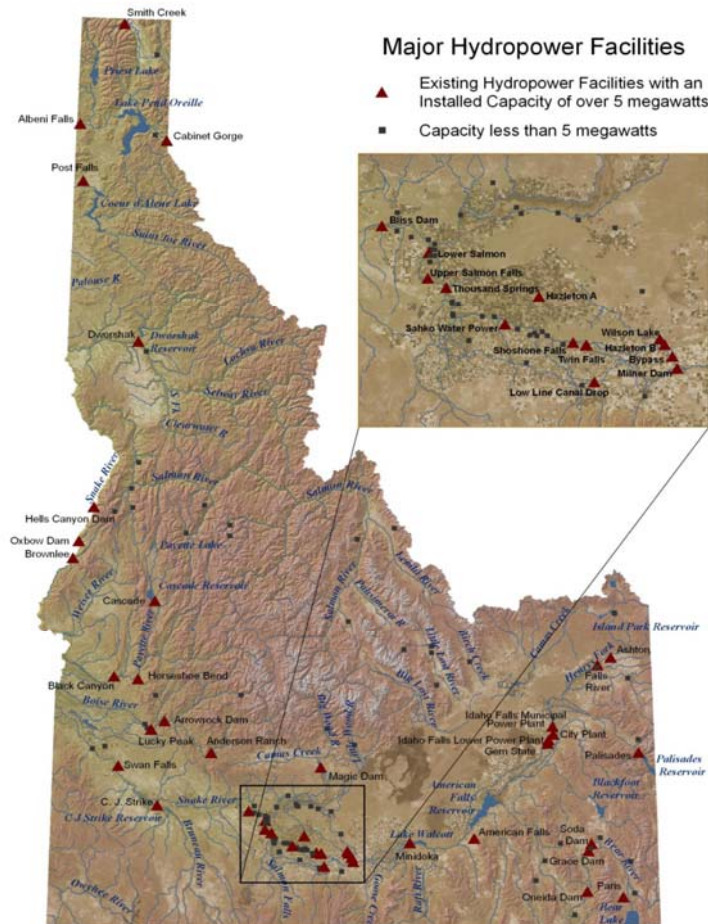 Major Hydropower Facilities
Existing Hydropower Facilities with an
Installed Capacity of over 5 megawatts
Capacity less than 5 megawatts
Smith Creek
Priest Lake
Lake Pend Oreille
Albeni Falls
Cabinet Gorge
Post Falls
Coeur d'Alene Lake
Saint Joe River
Palouse R
Dworshak
Dworshak
Reservoir
Lochsa River
Selway River
S Fk
Clearwater R
Snake River
Salmon River
Salmon River
Hells Canyon Dam
Oxbow Dam
Brownlee
Payette Lake
Weiser River
Cascade Reservoir
Cascade
Payette River
Salmon River
Pahsimeroi R
Lemhi River
Little Lost River
Birch Creek
Big Lost River
Camas Creek
Island Park Reservoir
Henrys Fork
Ashton
Falls
River
Black Canyon
Horseshoe Bend
Boise River
Arrowrock Dam
Lucky Peak
Anderson Ranch
Big Wood R
Camas Creek
Magic Dam
Swan Falls
C. J. Strike
C J Strike Reservoir
Snake River
Bruneau River
Owyhee River
Salmon Falls
Goose Creek
Raft River
Lake Walcott
Minidoka
American
Falls
Reservoir
American Falls
Idaho Falls Municipal
Power Plant
City Plant
Idaho Falls Lower Power Plant
Gem State
Palisades
Palisades
Reservoir
Blackfoot
Reservoir
Soda
Dam
Bear River
Grace Dam
Oneida Dam
Paris
Bear
Lake
Bliss Dam
Lower Salmon
Upper Salmon Falls
Thousand Springs
Hazleton A
Sahko Water Power
Shoshone Falls
Twin Falls
Wilson Lake
Hazleton B
Bypass
Milner Dam
Low Line Canal Drop